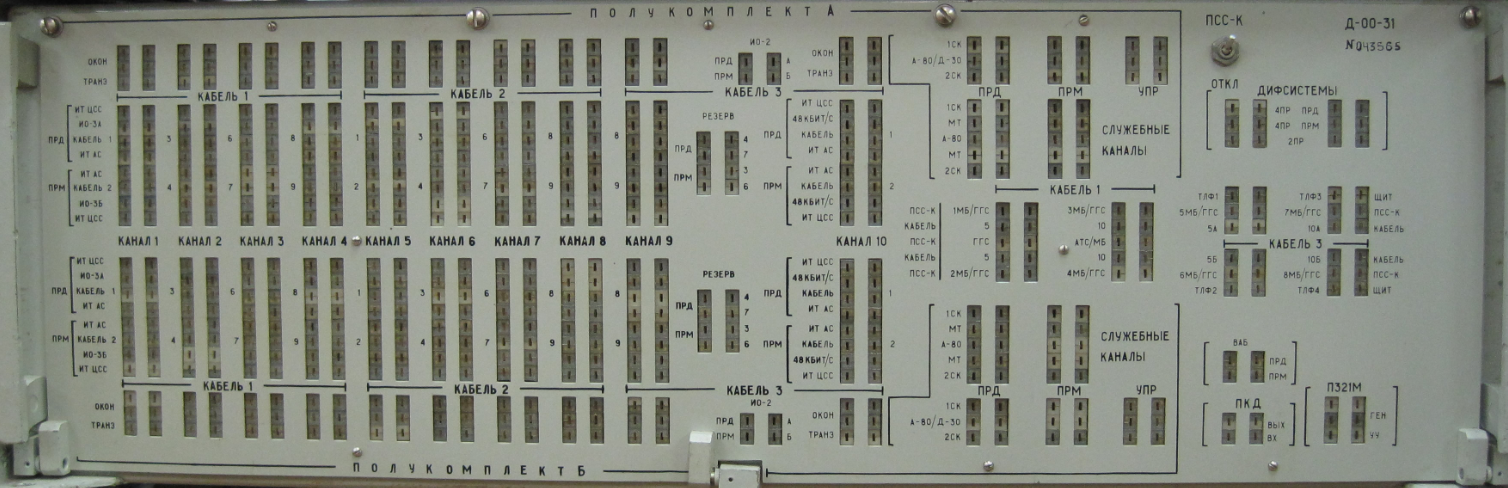 ПОЛУКОМПЛЕКТ А
ПСС-К
Д-00-31
ОКОН
ТРАНЗ
КАБЕЛЬ 1
КАБЕЛЬ 2
КАБЕЛЬ 3
ИО-2
ПРД А
ПРМ Б
ОКОН
ТРАНЗ
1СК
А-80/Д-30
2СК
ПРД ПРМ УПР
ОТКЛ
ДИФСИСТЕМЫ
4ПР ПРД
4ПР ПРМ
2ПР
ИТ ЦСС
ИО-3А
ПРД КАБЕЛЬ 1 3 6 8 1 3 6 8 8
ИТ АС
ИТ АС
ПРМ КАБЕЛЬ 2 4 7 9 2 4 7 9 9
ИО-3Б
ИТ ЦСС
РЕЗЕРВ
ПРД 4
7
ПРМ 3
6
ИТ ЦСС
48КБИТ/С
ПРД КАБЕЛЬ 1
ИТ АС
ИТ АС
ПРМ КАБЕЛЬ 2
48КБИТ/С
ИТ ЦСС
1СК
МТ
А-80
МТ
2СК
СЛУЖЕБНЫЕ
КАНАЛЫ
КАБЕЛЬ 1
ПСС-К 1МБ/ГГС 3МБ/ГГС
КАБЕЛЬ 5 10
ПСС-К ГГС АТС/МБ
КАБЕЛЬ 5 10
ПСС-К 2МБ/ГГС 4МБ/ГГС
ТЛФ1 ТЛФ3 ЩИТ
5МБ/ГГС 7МБ/ГГС ПСС-К
5А 10А КАБЕЛЬ
КАБЕЛЬ 3
5Б 10Б КАБЕЛЬ
6МБ/ГГС 8МБ/ГГС ПСС-К
ТЛФ2 ТЛФ4 ЩИТ
КАНАЛ 1 КАНАЛ 2 КАНАЛ 3 КАНАЛ 4 КАНАЛ 5 КАНАЛ 6 КАНАЛ 7 КАНАЛ 8 КАНАЛ 9 КАНАЛ 10
ИТ ЦСС
ИО-3А
ПРД КАБЕЛЬ 1 3 6 8 1 3 6 8 8
ИТ АС
ИТ АС
ПРМ КАБЕЛЬ 2 4 7 9 2 4 7 9 9
ИО-3Б
ИТ ЦСС
РЕЗЕРВ
ПРД 4
7
ПРМ 3
6
ИТ ЦСС
48КБИТ/С
ПРД КАБЕЛЬ 1
ИТ АС
ИТ АС
ПРМ КАБЕЛЬ 2
48КБИТ/С
ИТ ЦСС
1СК
МТ
А-80
МТ
2СК
СЛУЖЕБНЫЕ
КАНАЛЫ
ПРД ПРМ УПР
ВАБ
ПРД
ПРМ
КАБЕЛЬ 1
КАБЕЛЬ 2
КАБЕЛЬ 3
ОКОН
ТРАНЗ
ИО-2
ПРД А
ПРМ Б
ОКОН
ТРАНЗ
1СК
А-80/Д-30
2СК
ПКД
ВЫХ
ВХ
П321М
ГЕН
УУ
ПОЛУКОМПЛЕКТ Б